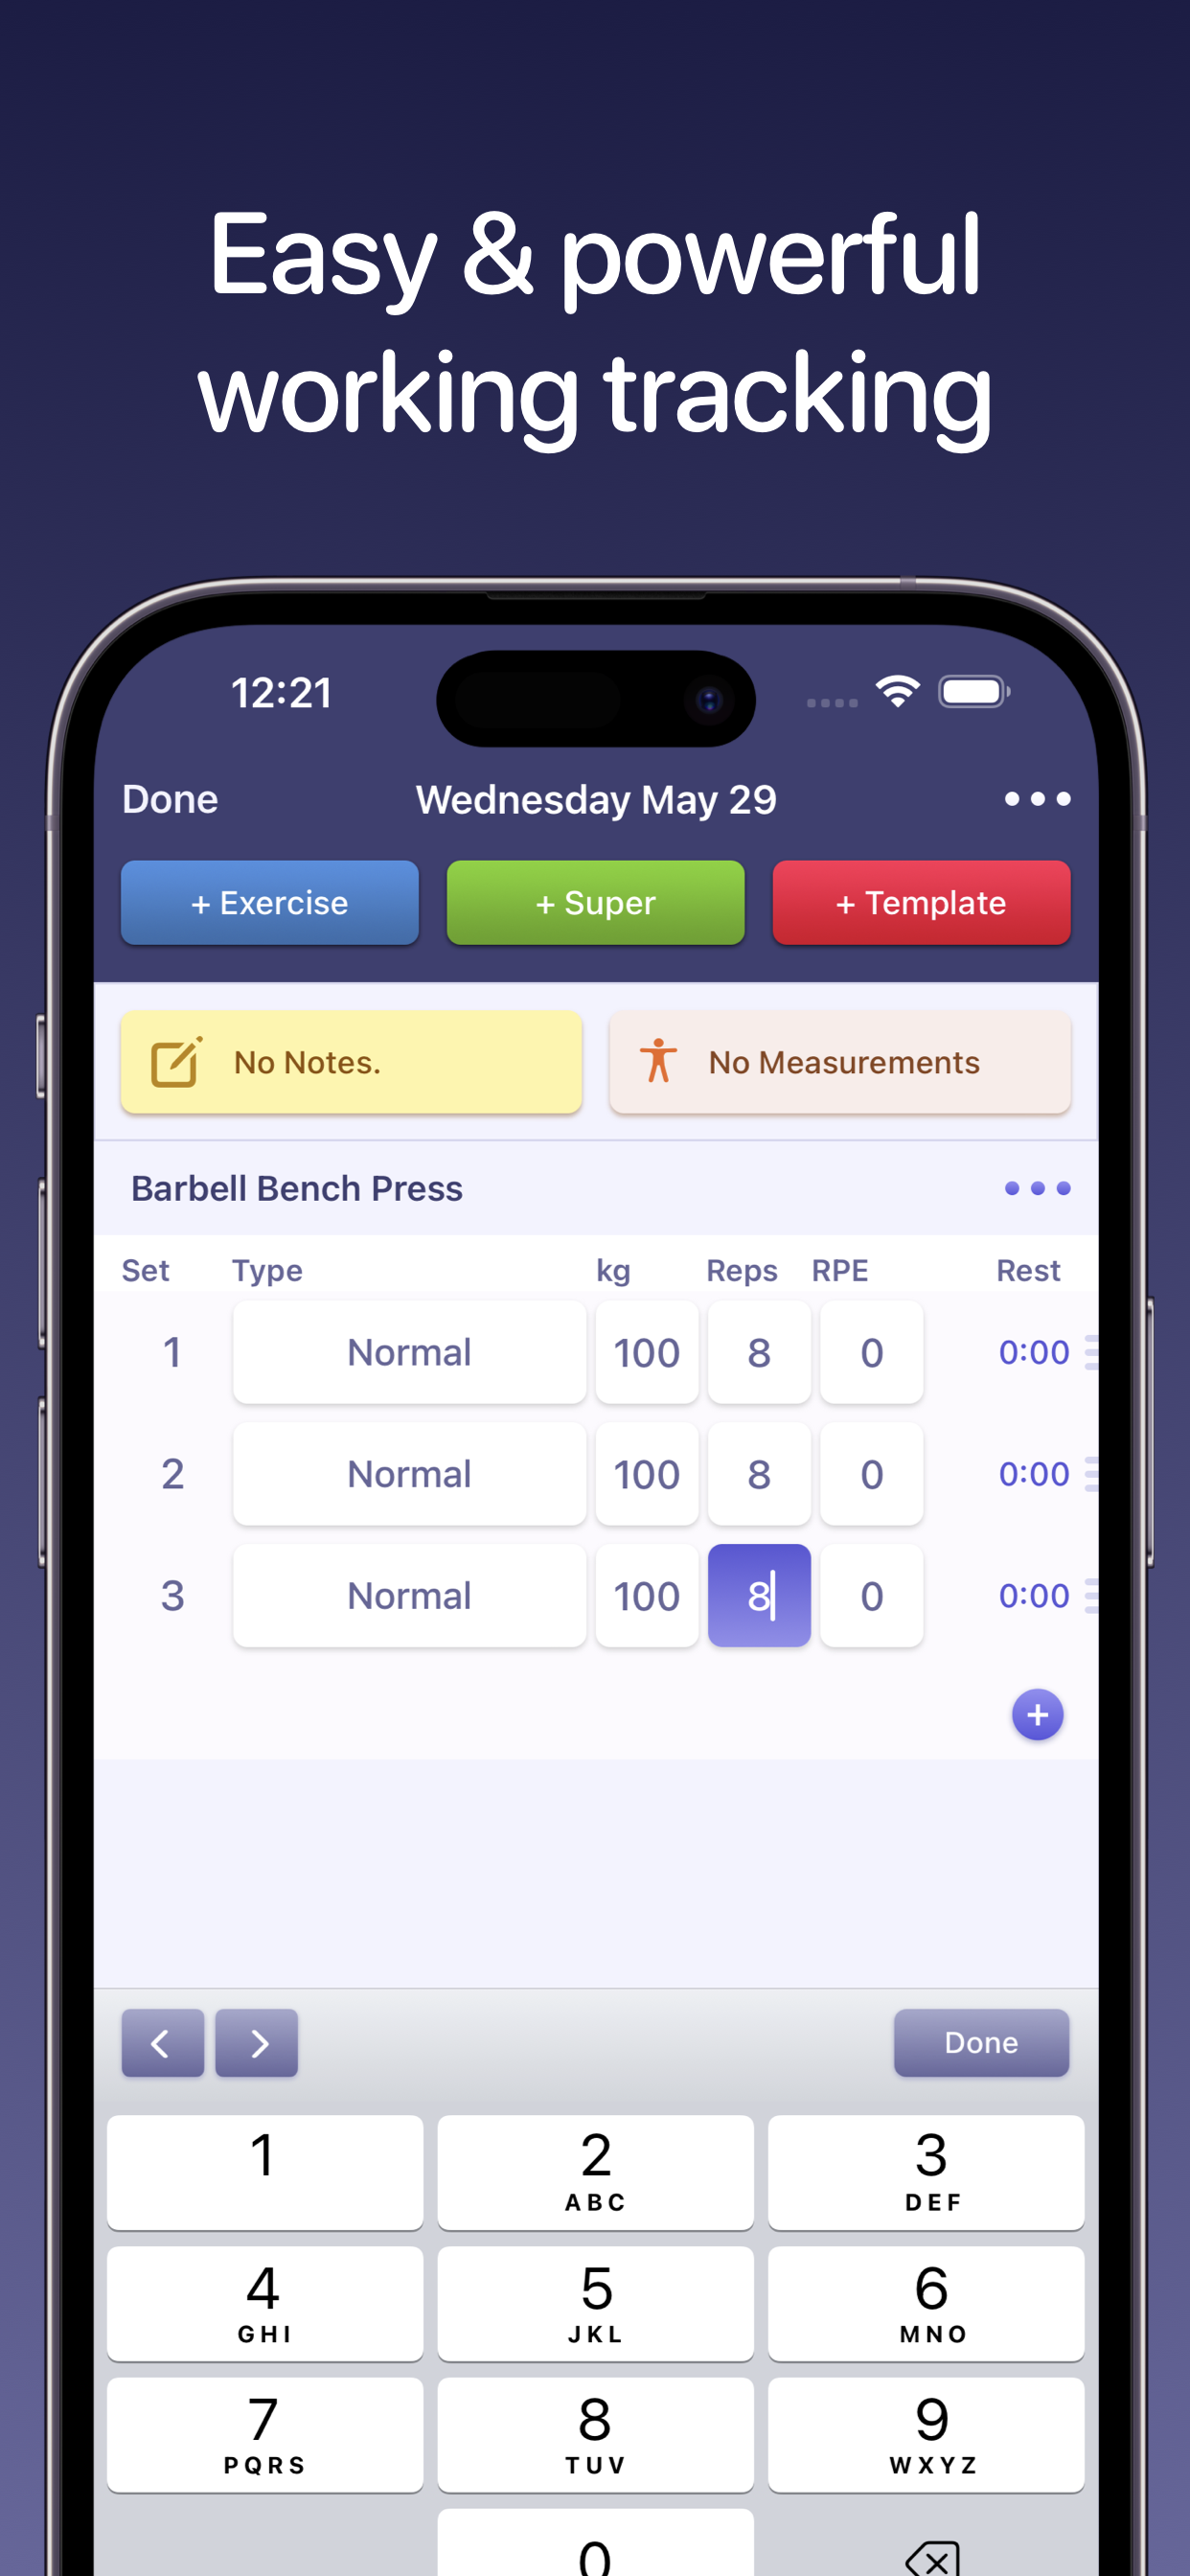 Easy & powerful
working tracking
12:21
Done Wednesday May 29
+ Exercise + Super + Template
No Notes. No Measurements
Barbell Bench Press
Set Type kg Reps RPE Rest
1 Normal 100 8 0 0:00
2 Normal 100 8 0 0:00
3 Normal 100 8 0 0:00
+
Done
1 2 3
ABC DEF
4 5 6
GHI JKL MNO
7 8 9
PQRS TUV WXYZ
0